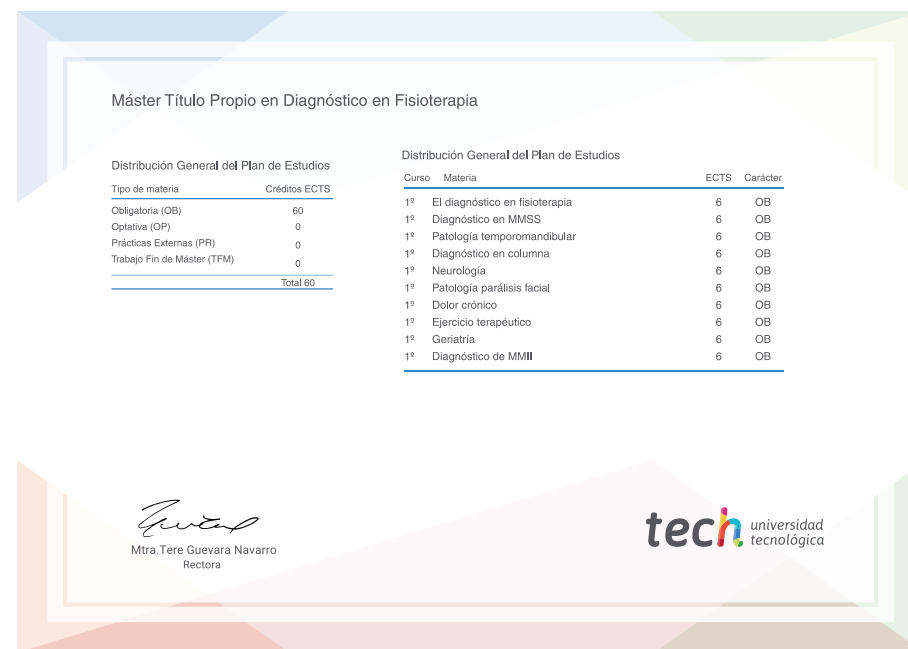 Máster Título Propio en Diagnóstico en Fisioterapia
Distribución General del Plan de Estudios
Tipo de materia Créditos ECTS
Obligatoria (OB) 60
Optativa (OP) 0
Prácticas Externas (PR) 0
Trabajo Fin de Máster (TFM) 0
Total 60
Distribución General del Plan de Estudios
Curso Materia ECTS Carácter
1º El diagnóstico en fisioterapia 6 OB
1º Diagnóstico en MMSS 6 OB
1º Patología temporomandibular 6 OB
1º Diagnóstico en columna 6 OB
1º Neurología 6 OB
1º Patología parálisis facial 6 OB
1º Dolor crónico 6 OB
1º Ejercicio terapéutico 6 OB
1º Geriatría 6 OB
1º Diagnóstico de MMII 6 OB
Mtra.Tere Guevara Navarro
Rectora
tech universidad
tecnológica